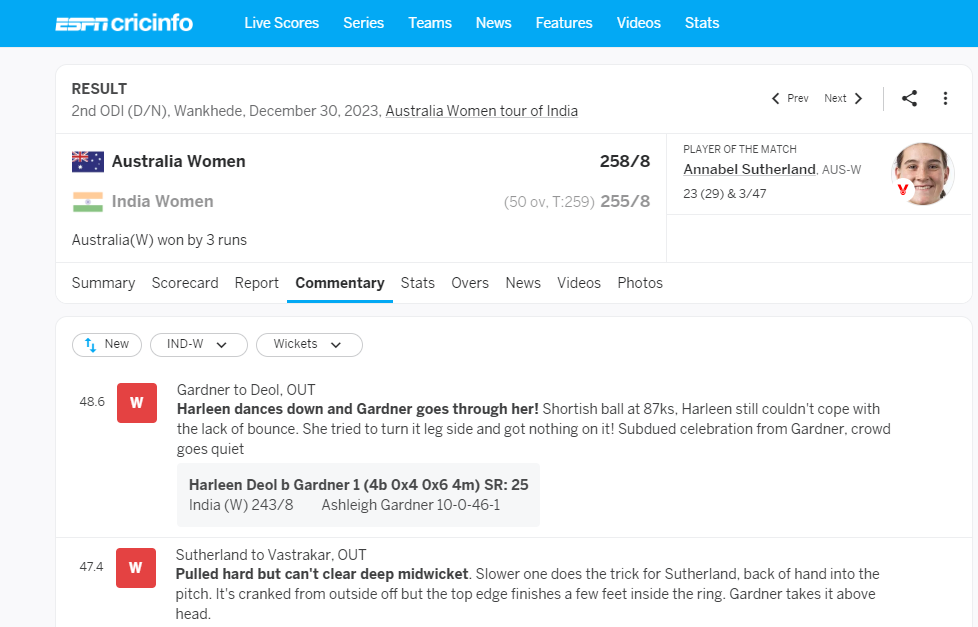 ESPN cricinfo Live Scores Series Teams News Features Videos Stats
RESULT
2nd ODI (D/N), Wankhede, December 30, 2023, Australia Women tour of India
Prev Next
Australia Women 258/8
India Women (50 ov, T:259) 255/8
Australia(W) won by 3 runs
PLAYER OF THE MATCH
Annabel Sutherland, AUS-W
23 (29) & 3/47
Summary Scorecard Report Commentary Stats Overs News Videos Photos
New IND-W Wickets
48.6 W Gardner to Deol, OUT
Harleen dances down and Gardner goes through her! Shortish ball at 87ks, Harleen still couldn't cope with
the lack of bounce. She tried to turn it leg side and got nothing on it! Subdued celebration from Gardner, crowd
goes quiet
Harleen Deol b Gardner 1 (4b 0x4 0x6 4m) SR: 25
India (W) 243/8 Ashleigh Gardner 10-0-46-1
47.4 W Sutherland to Vastrakar, OUT
Pulled hard but can't clear deep midwicket. Slower one does the trick for Sutherland, back of hand into the
pitch. It's cranked from outside off but the top edge finishes a few feet inside the ring. Gardner takes it above
head.